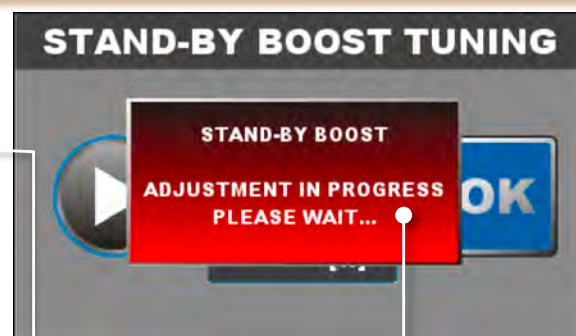 STAND-BY BOOST TUNING
STAND-BY BOOST
ADJUSTMENT IN PROGRESS
PLEASE WAIT...
OK